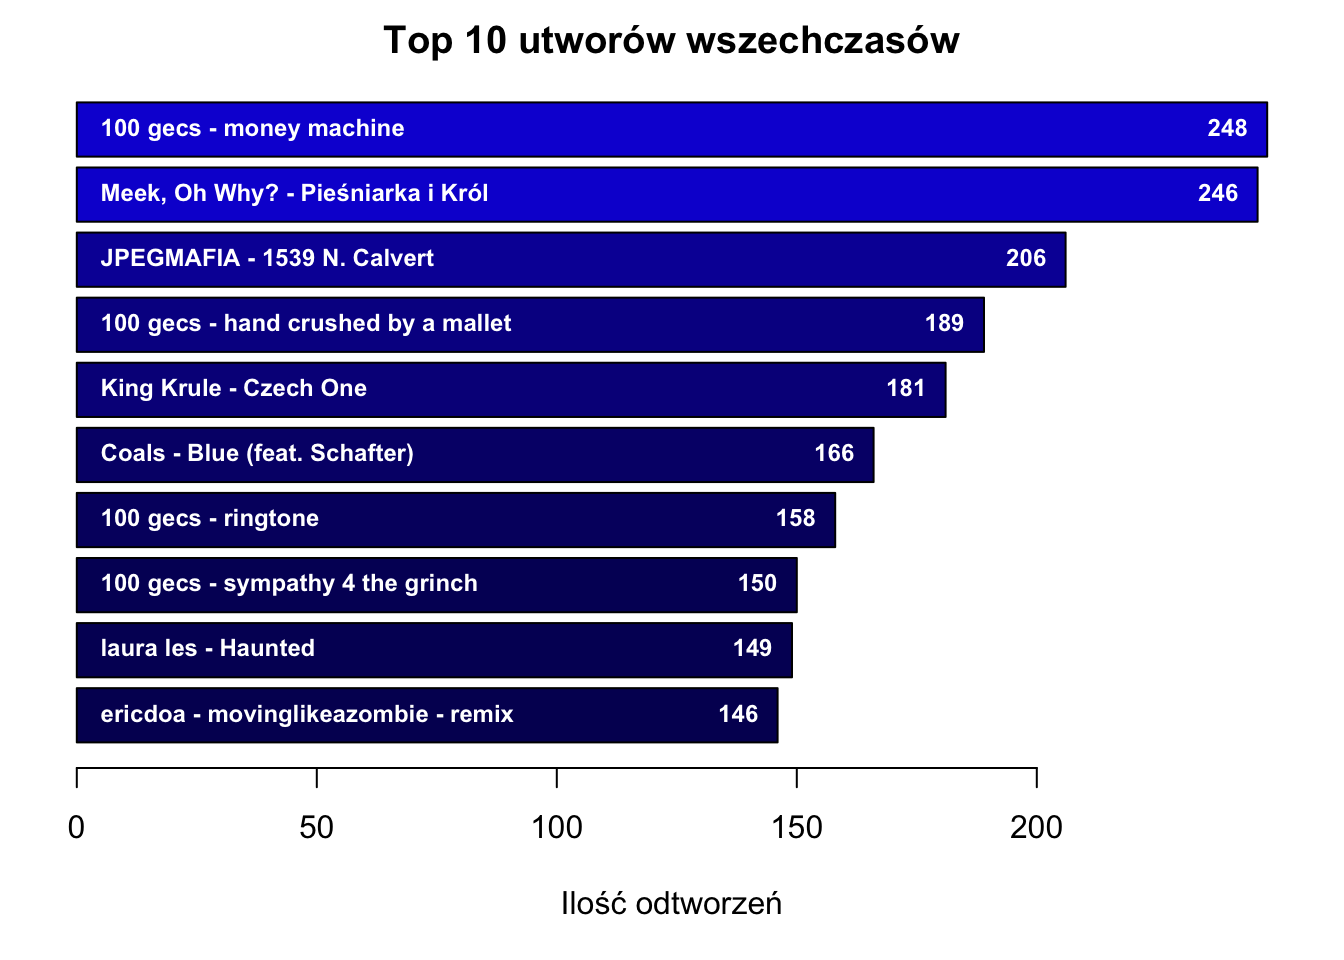 Top 10 utworów wszechczasów
100 gecs - money machine 248
Meek, Oh Why? - Pieśniarka i Król 246
JPEGMAFIA - 1539 N. Calvert 206
100 gecs - hand crushed by a mallet 189
King Krule - Czech One 181
Coals - Blue (feat. Schafter) 166
100 gecs - ringtone 158
100 gecs - sympathy 4 the grinch 150
laura les - Haunted 149
ericdoa - movinglikeazombie - remix 146
0 50 100 150 200
Ilość odtworzeń